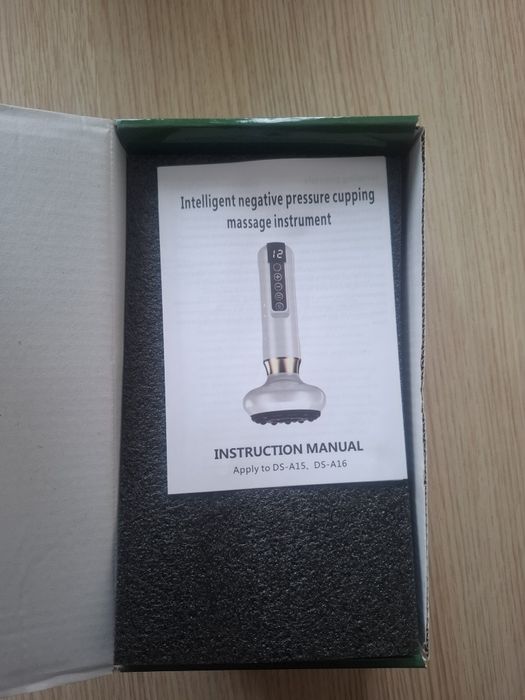 Intelligent negative pressure cupping
massage instrument
12
INSTRUCTION MANUAL
Apply to DS-A15、DS-A16